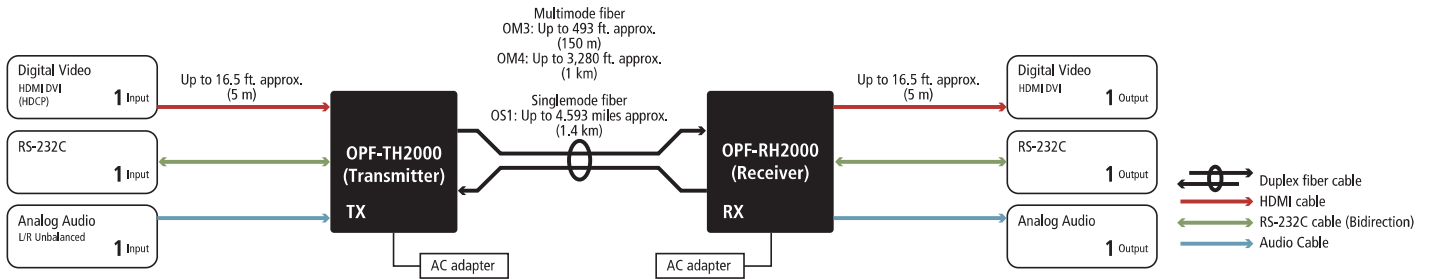 Multimode fiber
OM3: Up to 493 ft. approx.
(150 m)
OM4: Up to 3,280 ft. approx.
(1 km)
Singlemode fiber
OS1: Up to 4.593 miles approx.
(1.4 km)
Digital Video
HDMI DVI
(HDCP)
1 Input
Up to 16.5 ft. approx.
(5 m)
RS-232C
1 Input
Analog Audio
L/R Unbalanced
1 Input
OPF-TH2000
(Transmitter)
TX
AC adapter
OPF-RH2000
(Receiver)
RX
AC adapter
Up to 16.5 ft. approx.
(5 m)
Digital Video
HDMI DVI
1 Output
RS-232C
1 Output
Analog Audio
1 Output
Duplex fiber cable
HDMI cable
RS-232C cable (Bidirection)
Audio Cable